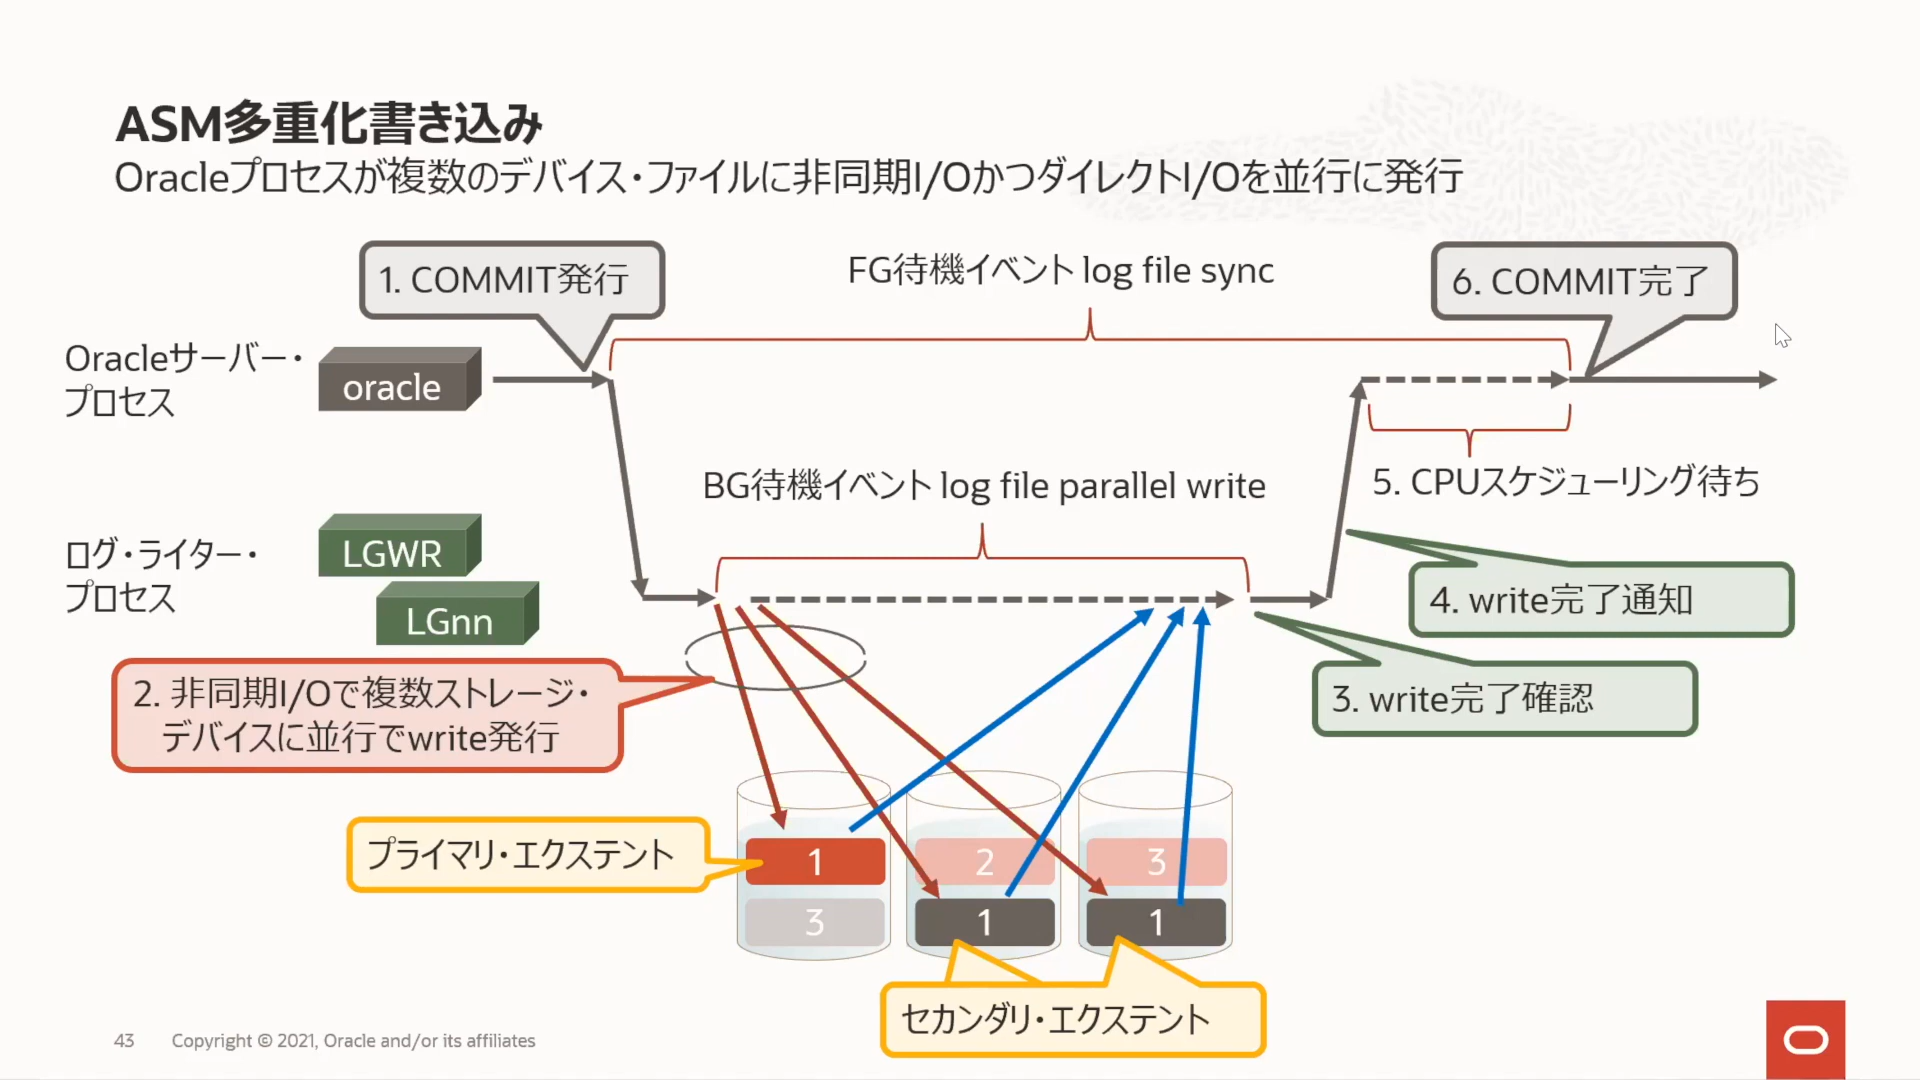 ASM多重化書き込み
Oracleプロセスが複数のデバイス・ファイルに非同期I/OかつダイレクトI/Oを並行に発行
1. COMMIT発行
FG待機イベント log file sync
6. COMMIT完了
Oracleサーバー・
プロセス
oracle
BG待機イベント log file parallel write
5. CPUスケジューリング待ち
ログ・ライター・
プロセス
LGWR
LGnn
4. write完了通知
3. write完了確認
2. 非同期I/Oで複数ストレージ・
デバイスに並行でwrite発行
プライマリ・エクステント
1
2
3
3
1
1
セカンダリ・エクステント
43
Copyright © 2021, Oracle and/or its affiliates